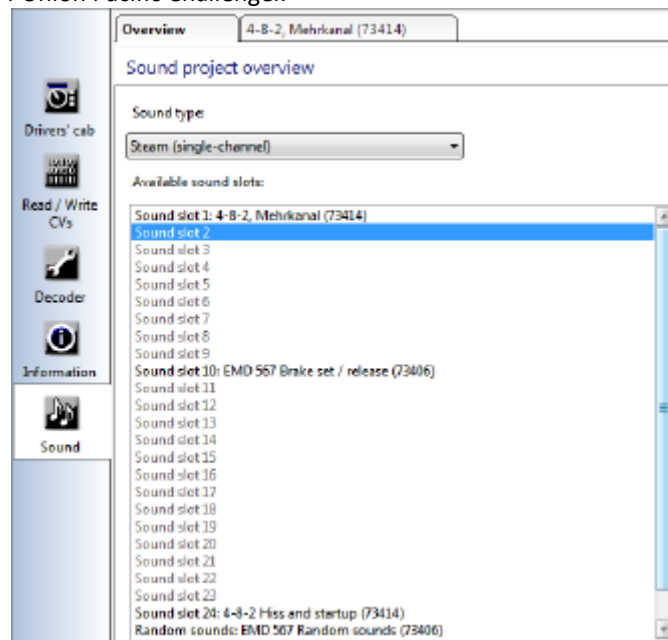 Union Pacific Challenger.
Overview
4-8-2, Mehrkanal (73414)
Sound project overview
Drivers' cab
Sound type:
Steam (single-channel)
Available sound slots:
Read / Write
CVs
Sound slot 1: 4-8-2, Mehrkanal (73414)
Sound slot 2
Sound slot 3
Sound slot 4
Sound slot 5
Decoder
Sound slot 6
Sound slot 7
Sound slot 8
Sound slot 9
Information
Sound slot 10: EMD 567 Brake set / release (73406)
Sound slot 11
Sound slot 12
Sound slot 13
Sound slot 14
Sound
Sound slot 15
Sound slot 16
Sound slot 17
Sound slot 18
Sound slot 19
Sound slot 20
Sound slot 21
Sound slot 22
Sound slot 23
Sound slot 24: 4-8-2 Hiss and startup (73414)
Random sounds: EMD 567 Random sounds (73406)